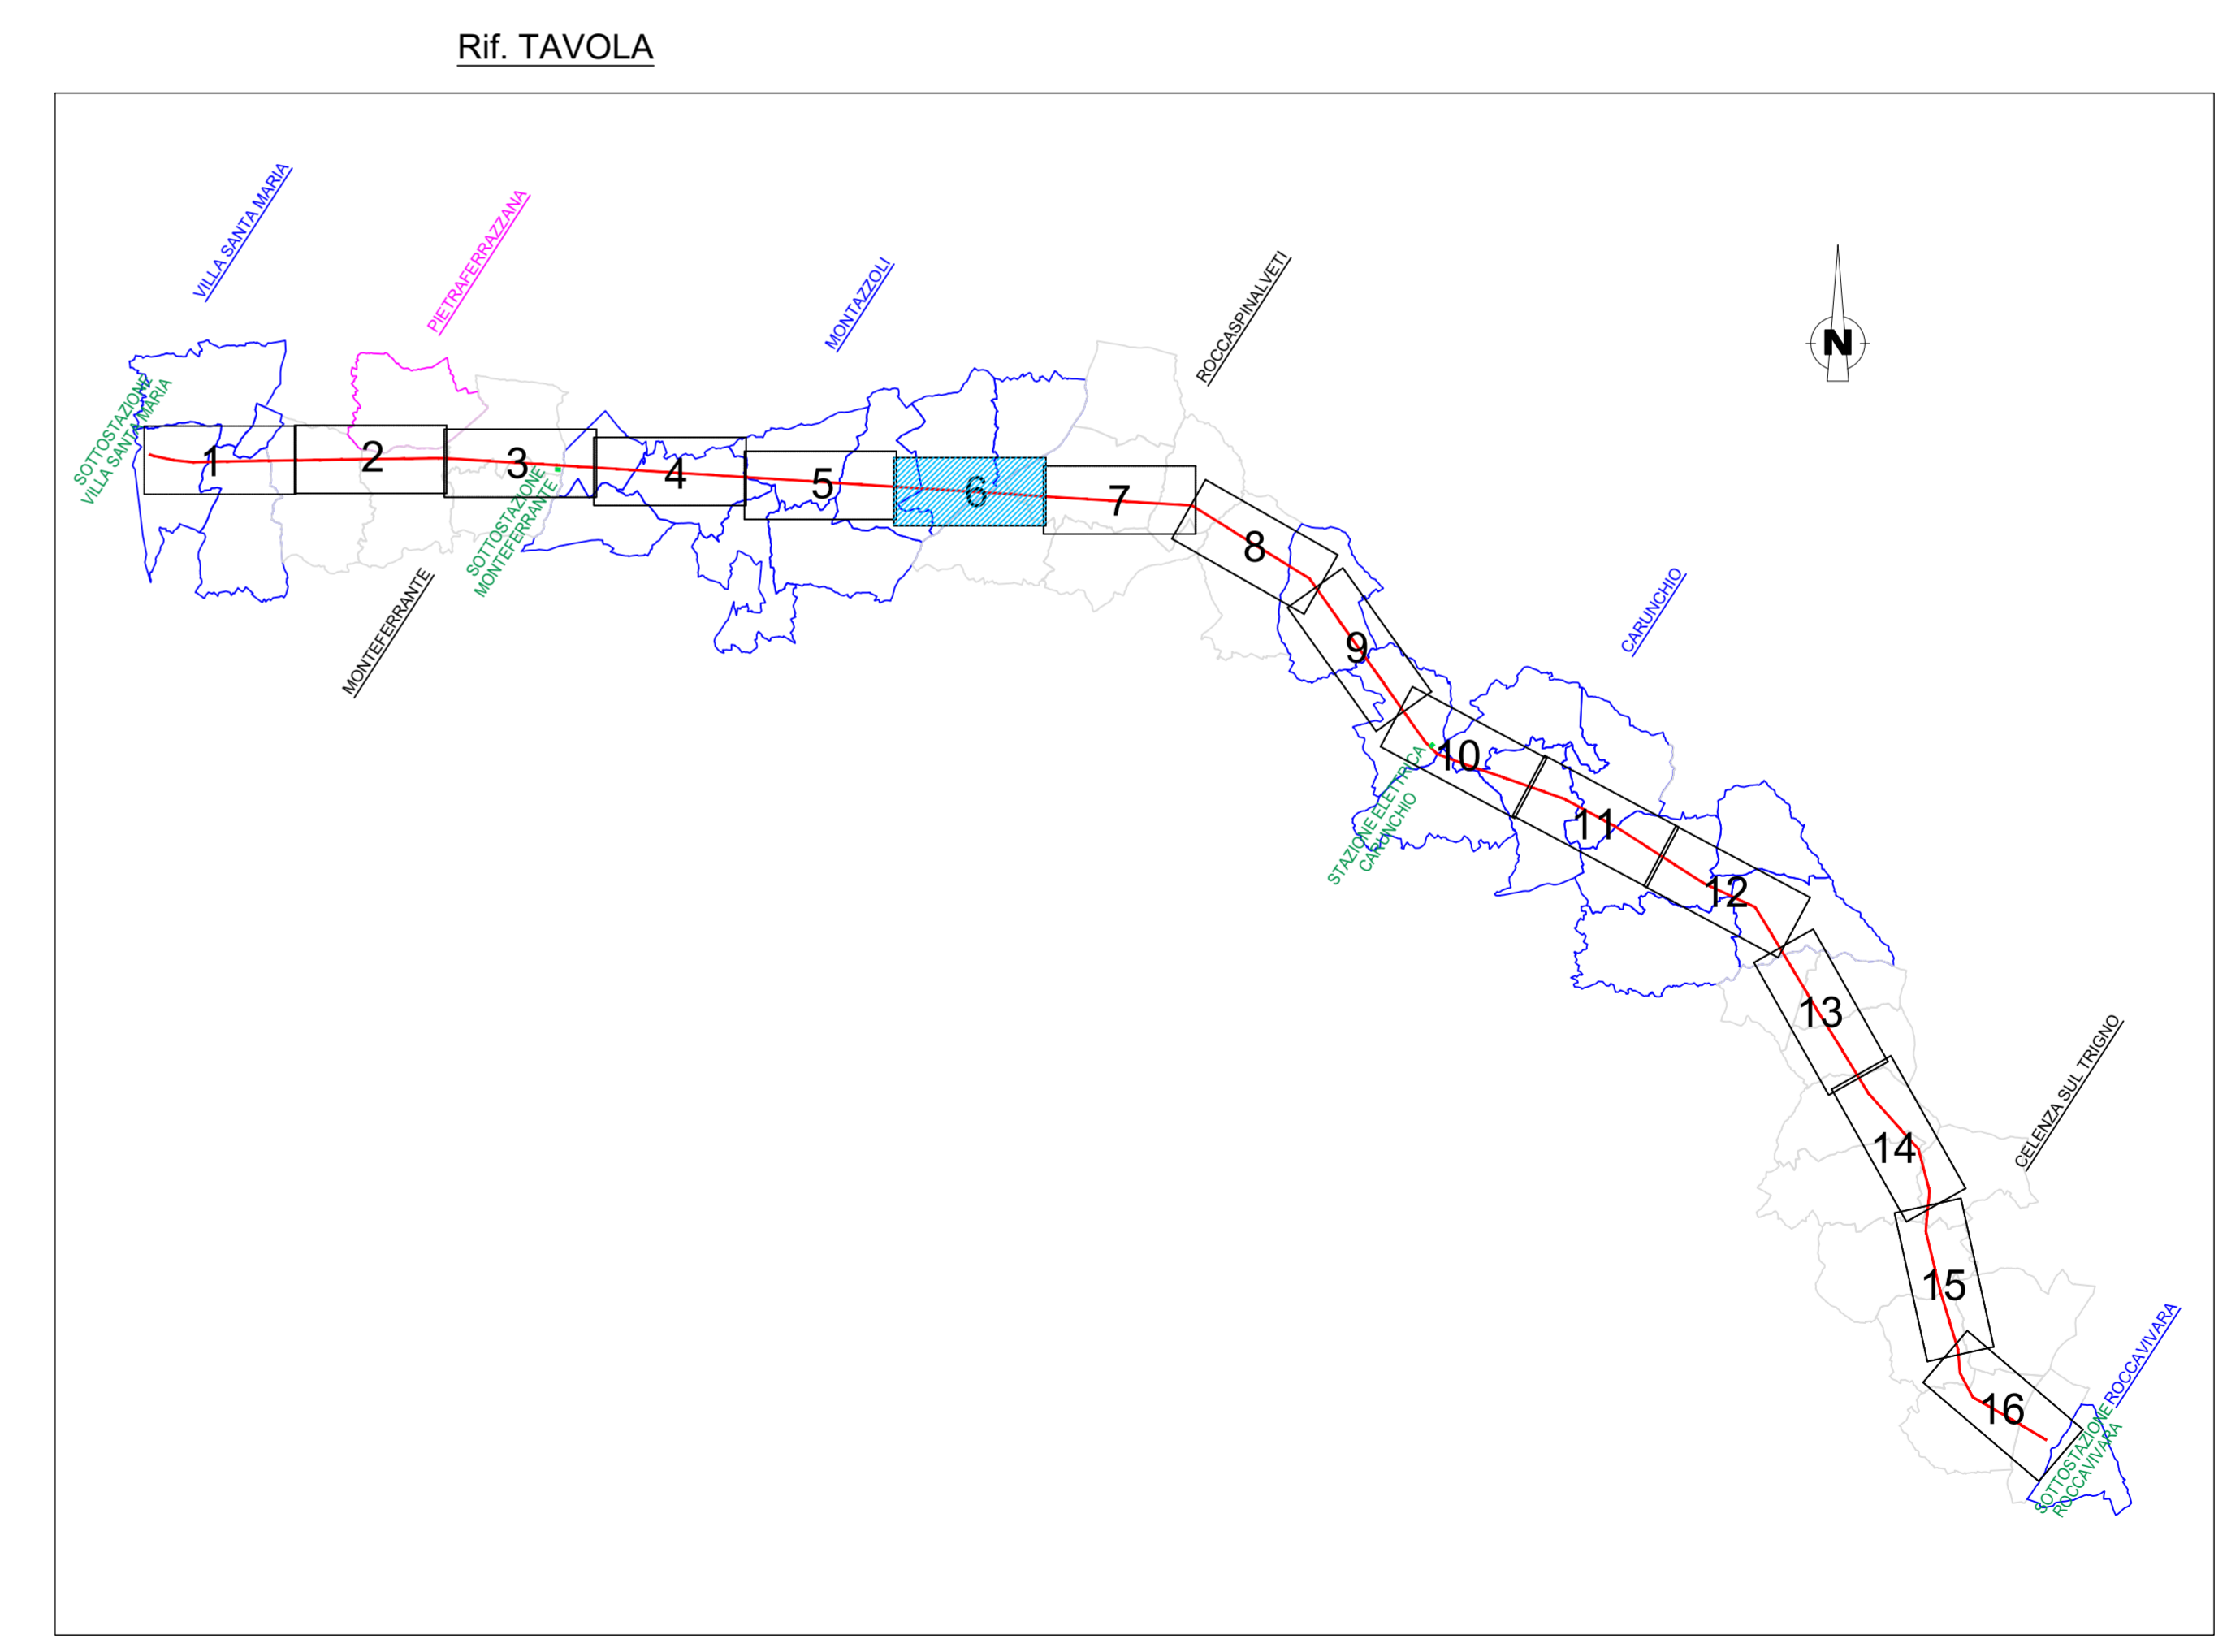 Rif. TAVOLA
VILLA SANTA MARIA
PIETRAFERRAZZANA
MONTAZZOLI
ROCCASPINALVETI
N
SOTTOSTAZIONE
VILLA SANTA MARIA
1
2
3
4
5
6
7
8
SOTTOSTAZIONE
MONTEFERRANTE
MONTEFERRANTE
9
CARUNCHIO
10
STAZIONE ELETTRICA
CARUNCHIO
11
12
13
14
CELENZA SUL TRIGNO
15
16
ROCCAVIVARA
SOTTOSTAZIONE
ROCCAVIVARA